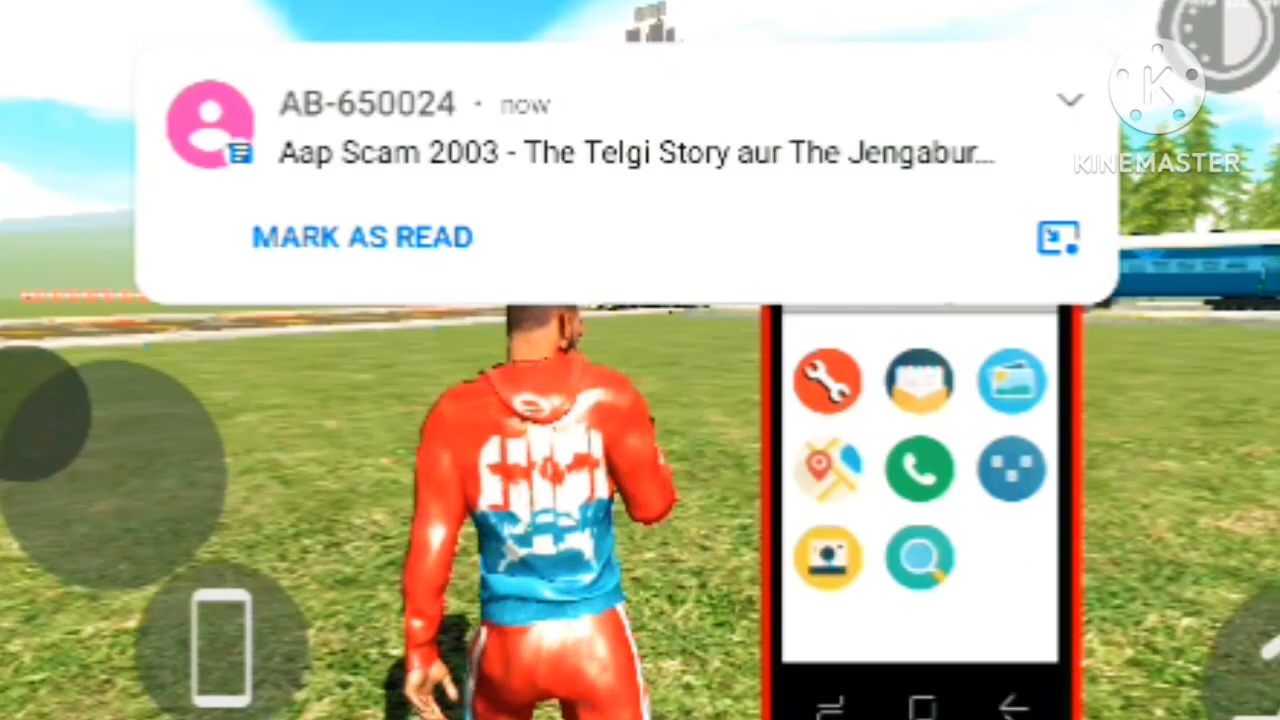 AB-650024 · now
Aap Scam 2003 - The Telgi Story aur The Jengabur...
MARK AS READ
K
KINEMASTER